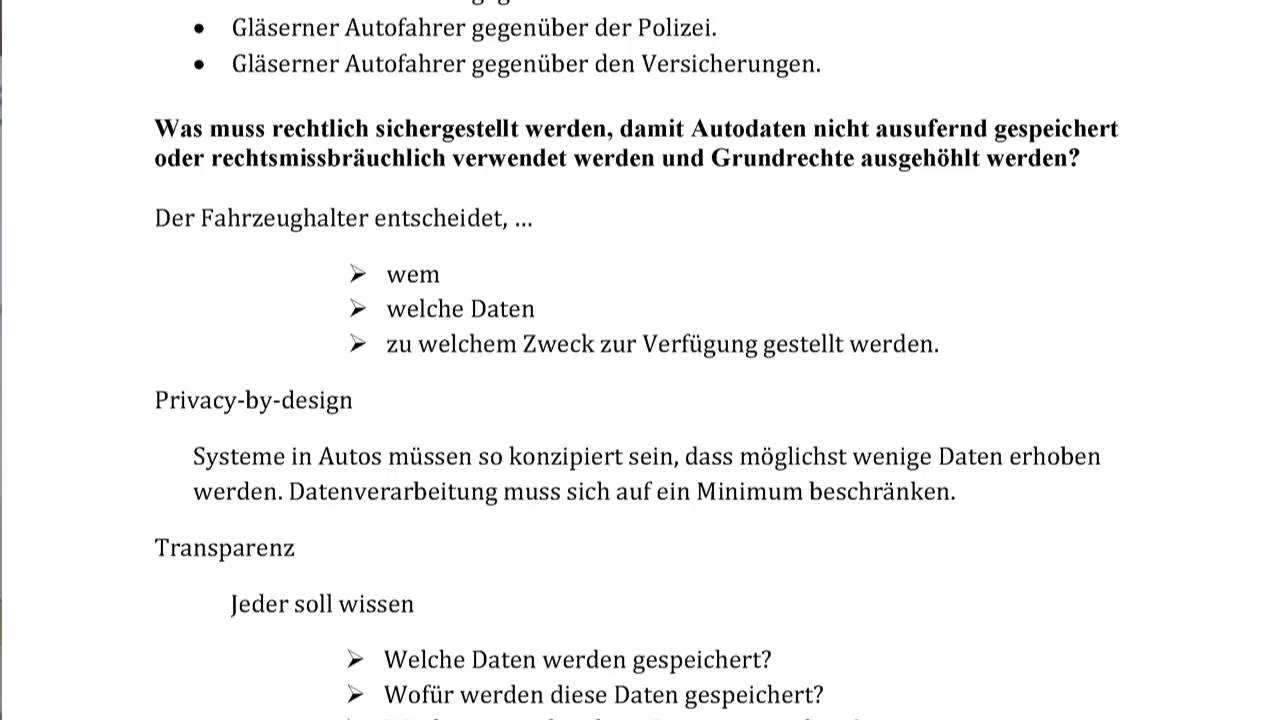 • Gläserner Autofahrer gegenüber der Polizei.
• Gläserner Autofahrer gegenüber den Versicherungen.
Was muss rechtlich sichergestellt werden, damit Autodaten nicht ausufernd gespeichert
oder rechtsmissbräuchlich verwendet werden und Grundrechte ausgehöhlt werden?
Der Fahrzeughalter entscheidet, ...
➢ wem
➢ welche Daten
➢ zu welchem Zweck zur Verfügung gestellt werden.
Privacy-by-design
Systeme in Autos müssen so konzipiert sein, dass möglichst wenige Daten erhoben
werden. Datenverarbeitung muss sich auf ein Minimum beschränken.
Transparenz
Jeder soll wissen
➢ Welche Daten werden gespeichert?
➢ Wofür werden diese Daten gespeichert?